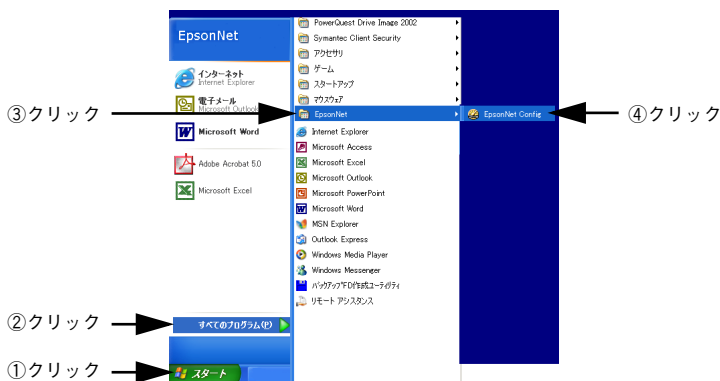 EpsonNet
インターネット
Internet Explorer
電子メール
Microsoft Outlook
Microsoft Word
Adobe Acrobat 5.0
Microsoft Excel
すべてのプログラム(P)
スタート
PowerQuest Drive Image 2002
Symantec Client Security
アクセサリ
ゲーム
スタートアップ
マカフェア
EpsonNet
Internet Explorer
Microsoft Access
Microsoft Excel
Microsoft Outlook
Microsoft PowerPoint
Microsoft Word
MSN Explorer
Outlook Express
Windows Media Player
Windows Messenger
バックアップFD作成ユーティリティ
リモート アシスタンス
EpsonNet Config
③クリック
④クリック
②クリック
①クリック